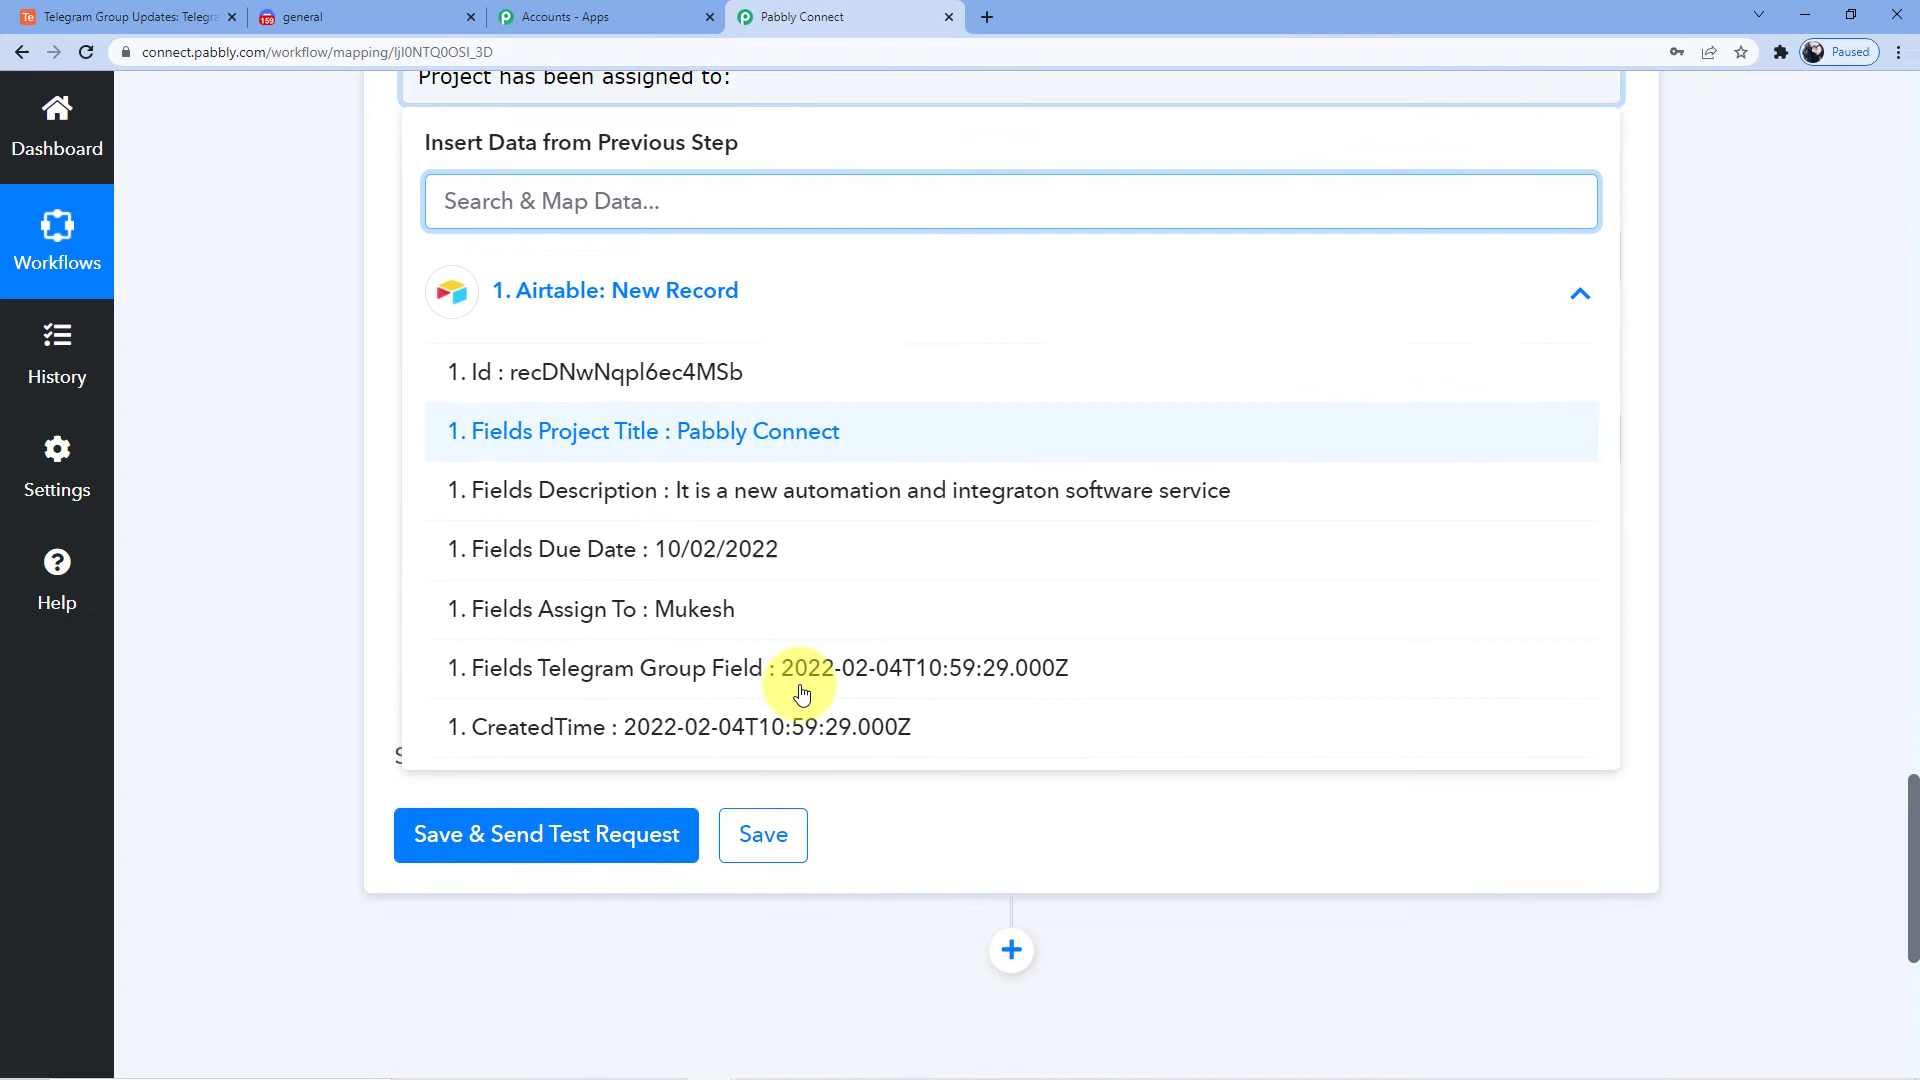 Telegram Group Updates: Telegra
general
Accounts - Apps
Pabbly Connect
connect.pabbly.com/workflow/mapping/IjI0NTQ0OSI_3D
Paused
Project has been assigned to:
Dashboard
Workflows
History
Settings
Help
Insert Data from Previous Step
Search & Map Data...
1. Airtable: New Record
1. Id : recDNwNqpl6ec4MSb
1. Fields Project Title : Pabbly Connect
1. Fields Description : It is a new automation and integraton software service
1. Fields Due Date : 10/02/2022
1. Fields Assign To : Mukesh
1. Fields Telegram Group Field : 2022-02-04T10:59:29.000Z
1. CreatedTime : 2022-02-04T10:59:29.000Z
Save & Send Test Request
Save